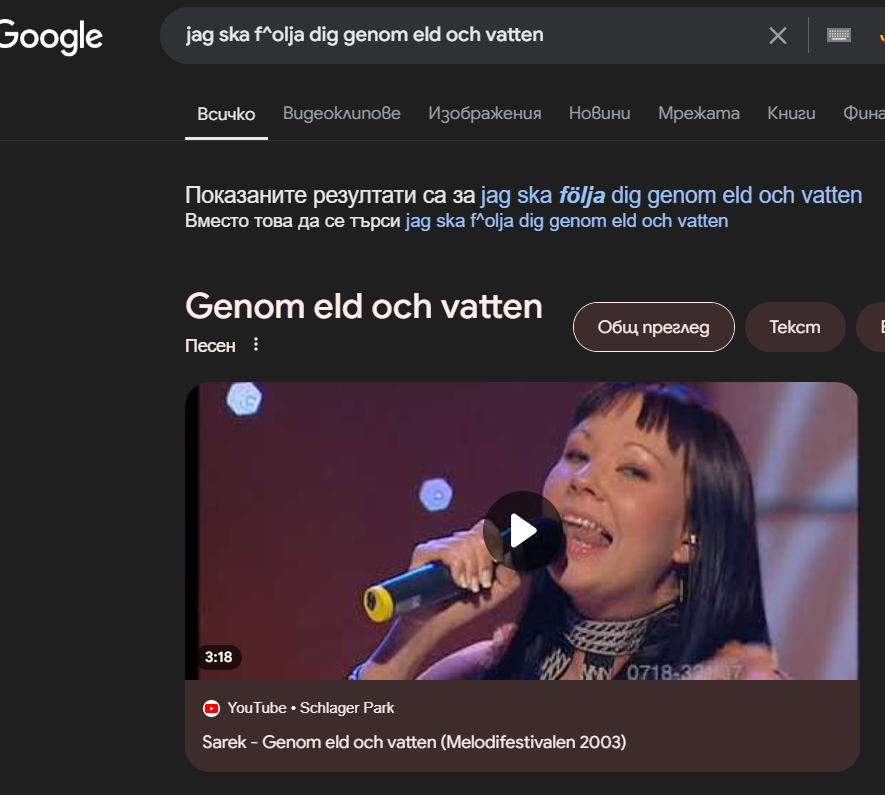 Google
jag ska f^olja dig genom eld och vatten
Всичко Видеоклипове Изображения Новини Мрежата Книги Фина
Показаните резултати са за jag ska följa dig genom eld och vatten
Вместо това да се търси jag ska f^olja dig genom eld och vatten
Genom eld och vatten
Песен
Общ преглед Текст
0718-32
3:18
YouTube • Schlager Park
Sarek - Genom eld och vatten (Melodifestivalen 2003)